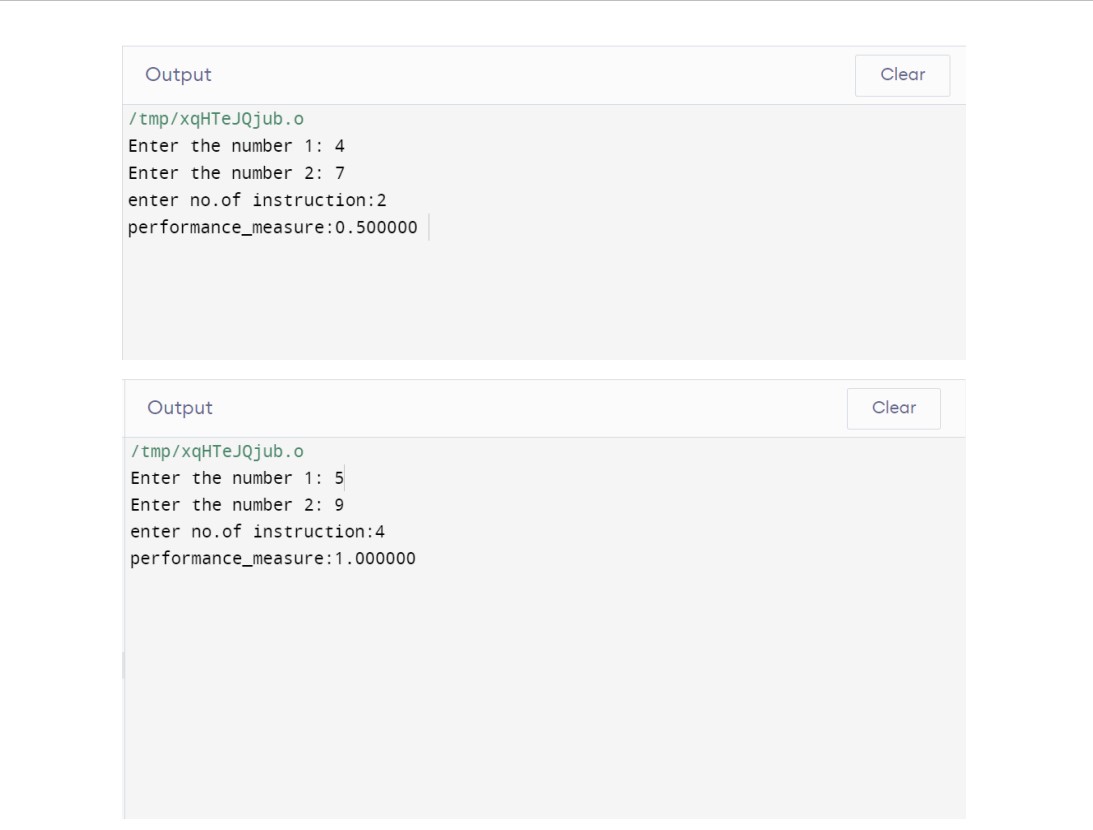 Output
Clear
/tmp/xqHTeJQjub.o
Enter the number 1: 4
Enter the number 2: 7
enter no.of instruction:2
performance_measure:0.500000
Output
Clear
/tmp/xqHTeJQjub.o
Enter the number 1: 5
Enter the number 2: 9
enter no.of instruction:4
performance_measure:1.000000